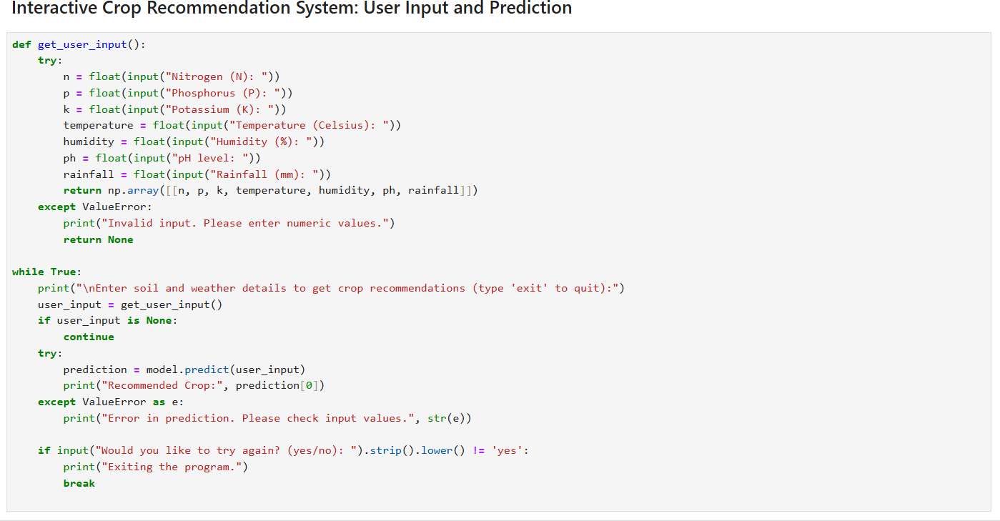 Interactive Crop Recommendation System: User Input and Prediction
def get_user_input():
    try:
        n = float(input("Nitrogen (N): "))
        p = float(input("Phosphorus (P): "))
        k = float(input("Potassium (K): "))
        temperature = float(input("Temperature (Celsius): "))
        humidity = float(input("Humidity (%): "))
        ph = float(input("pH level: "))
        rainfall = float(input("Rainfall (mm): "))
        return np.array([[n, p, k, temperature, humidity, ph, rainfall]])
    except ValueError:
        print("Invalid input. Please enter numeric values.")
        return None

while True:
    print("\nEnter soil and weather details to get crop recommendations (type 'exit' to quit):")
    user_input = get_user_input()
    if user_input is None:
        continue
    try:
        prediction = model.predict(user_input)
        print("Recommended Crop:", prediction[0])
    except ValueError as e:
        print("Error in prediction. Please check input values.", str(e))

    if input("Would you like to try again? (yes/no): ").strip().lower() != 'yes':
        print("Exiting the program.")
        break